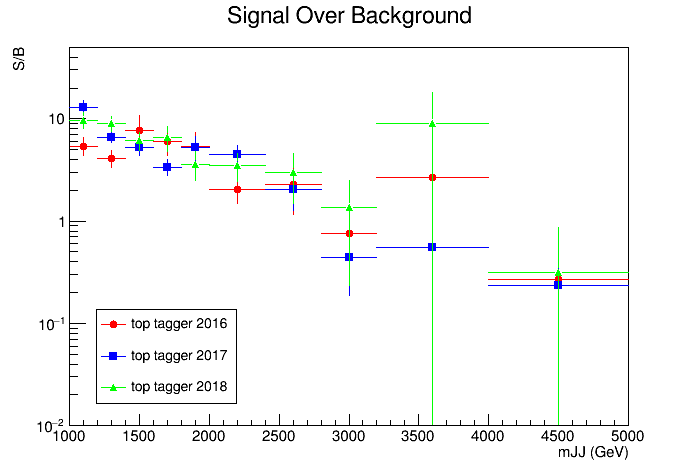 Signal Over Background
S/B
10
1
10⁻¹
10⁻²
top tagger 2016
top tagger 2017
top tagger 2018
1000 1500 2000 2500 3000 3500 4000 4500 5000
mJJ (GeV)